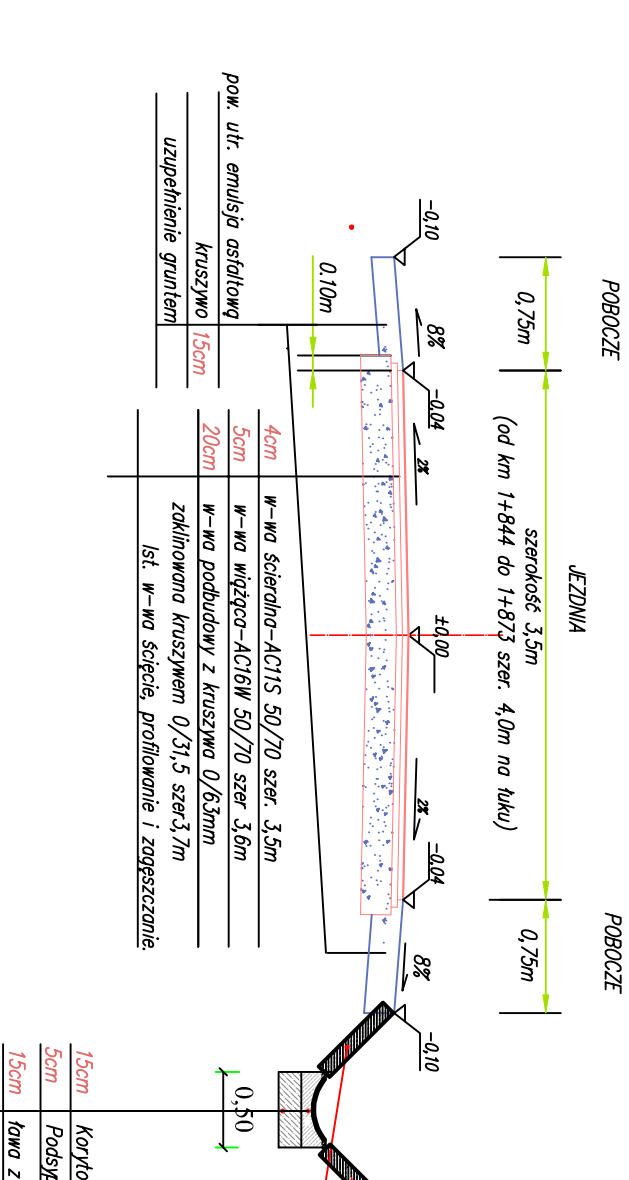 POBOCZE
JEZDNIA
POBOCZE
0,75m
szerokość 3,5m
(od km 1+844 do 1+873 szer. 4,0m na łuku)
0,75m
-0,10
8%
-0.04
2%
±0,00
2%
-0.04
8%
-0,10
0.10m
pow. utr. emulsja asfaltową
kruszywo 15cm
uzupełnienie gruntem
4cm w-wa ścieralna-AC11S 50/70 szer. 3,5m
5cm w-wa wiążąca-AC16W 50/70 szer 3,6m
20cm w-wa podbudowy z kruszywa 0/63mm
zaklinowana kruszywem 0/31,5 szer3,7m
Ist. w-wa ścięcie, profilowanie i zagęszczanie.
0,50
15cm Koryto
5cm Podsy
15cm ława z